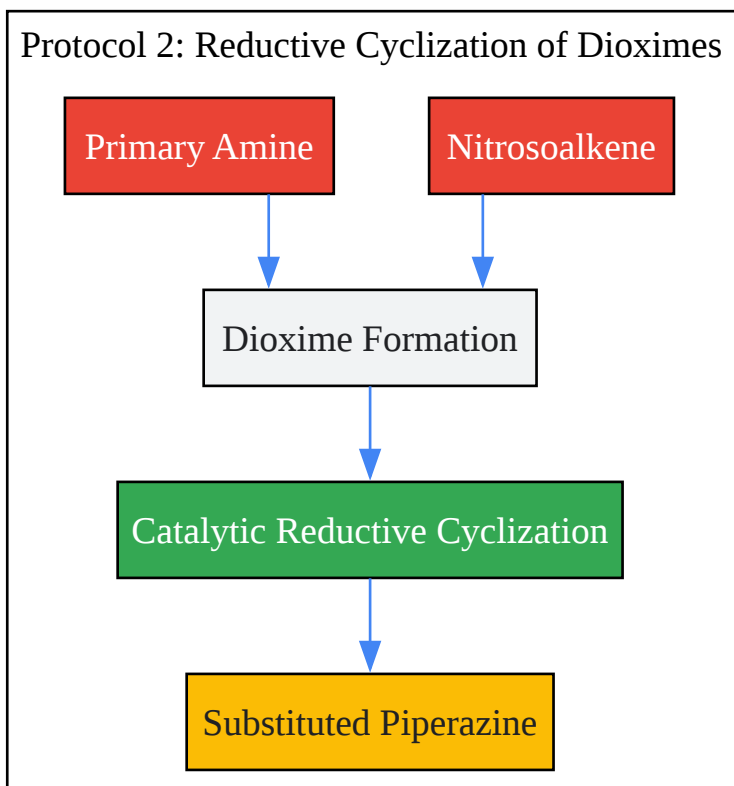 Protocol 2: Reductive Cyclization of Dioximes
Primary Amine
Nitrosoalkene
Dioxime Formation
Catalytic Reductive Cyclization
Substituted Piperazine